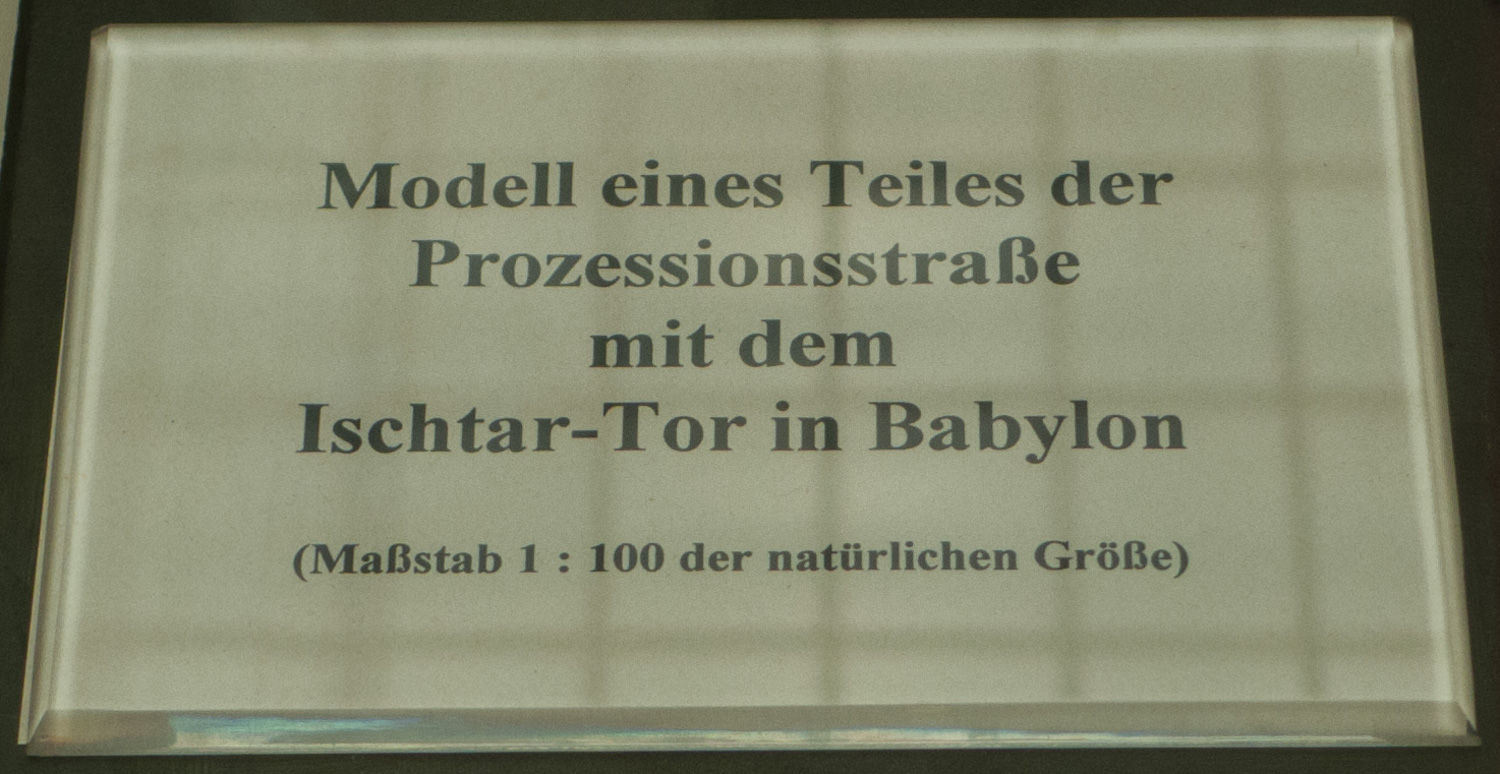 Modell eines Teiles der
Prozessionsstraße
mit dem
Ischtar-Tor in Babylon
(Maßstab 1 : 100 der natürlichen Größe)